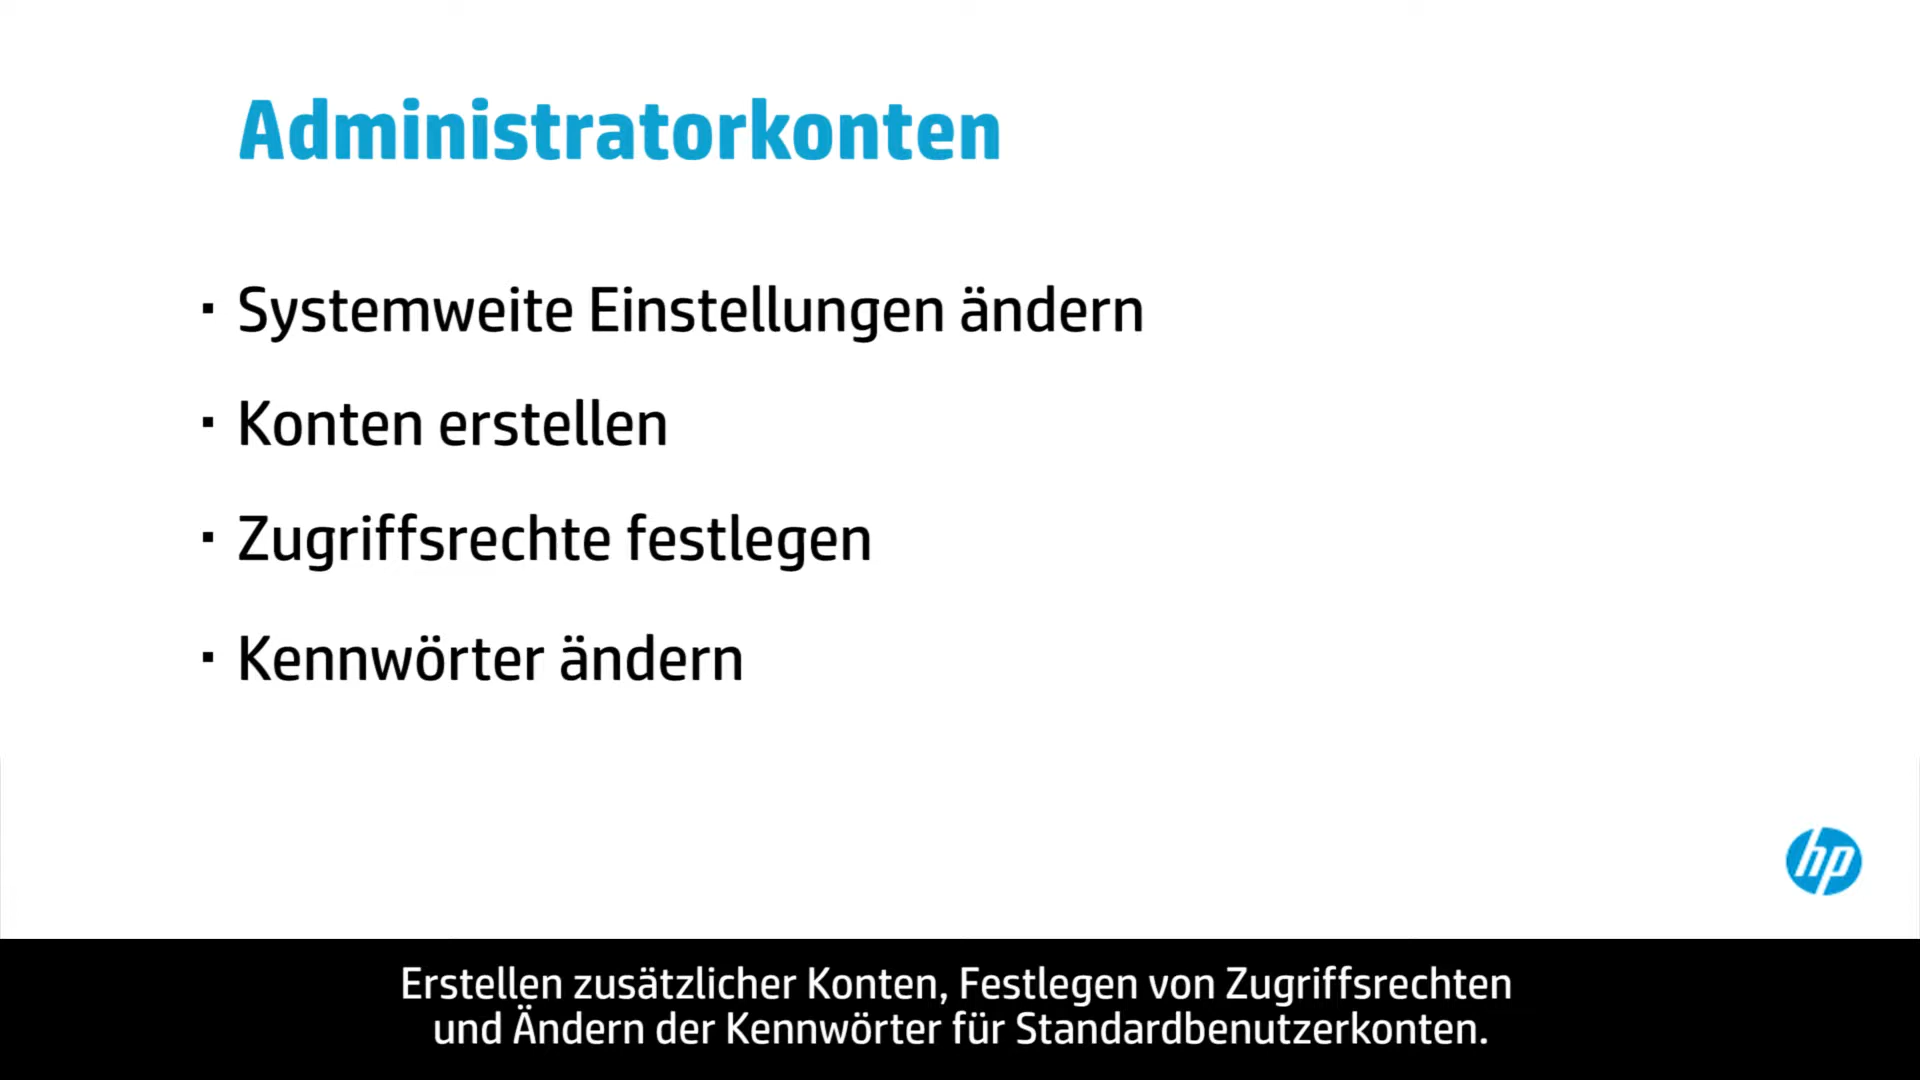 Administratorkonten
▪ Systemweite Einstellungen ändern
▪ Konten erstellen
▪ Zugriffsrechte festlegen
▪ Kennwörter ändern
hp
Erstellen zusätzlicher Konten, Festlegen von Zugriffsrechten
und Ändern der Kennwörter für Standardbenutzerkonten.